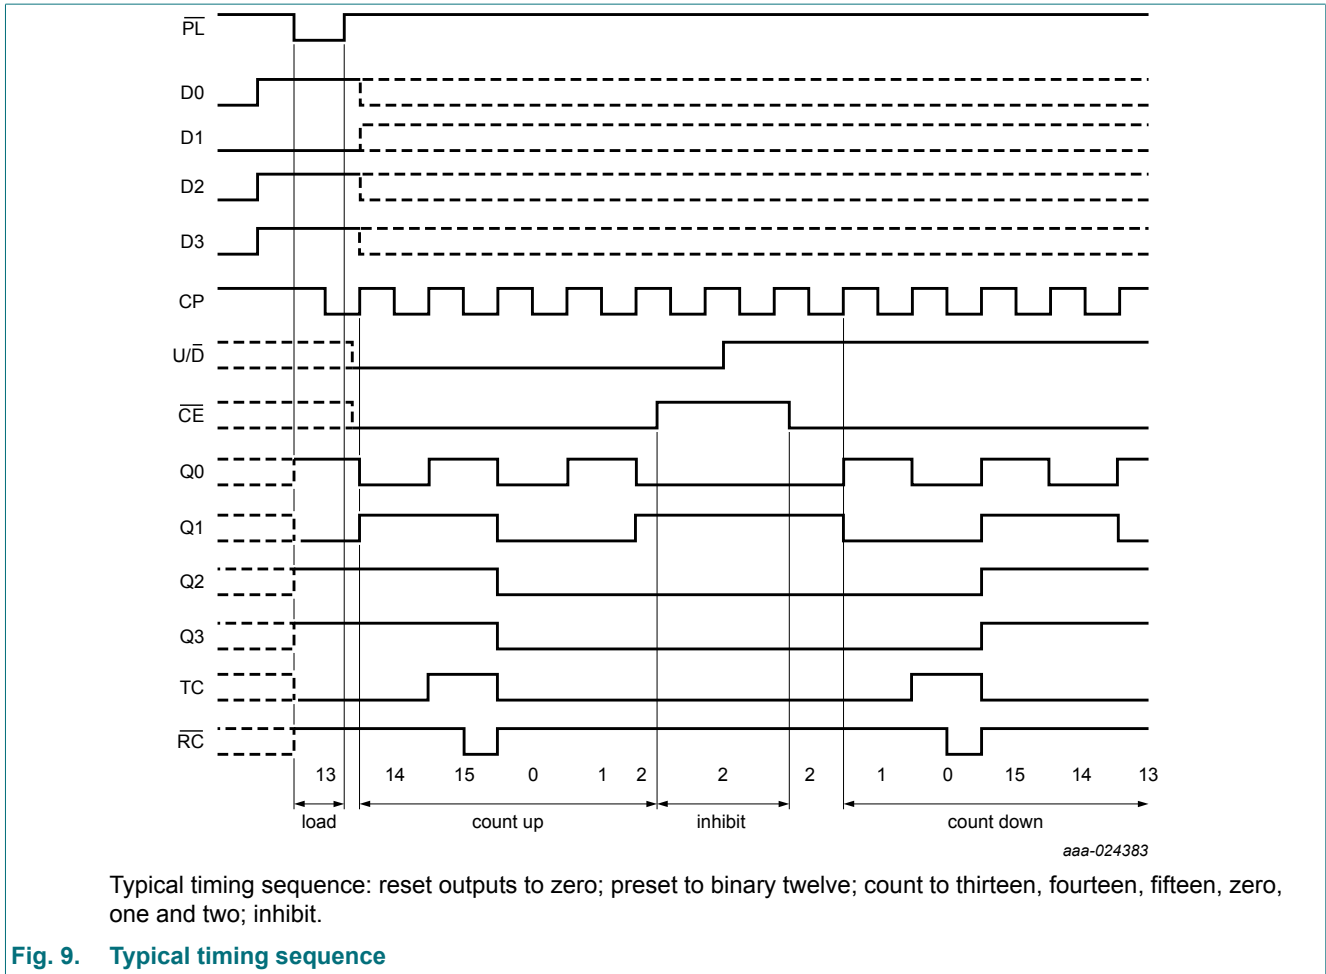 PL
D0
D1
D2
D3
CP
U/D̅
CE
Q0
Q1
Q2
Q3
TC
RC
13 14 15 0 1 2 2 2 1 0 15 14 13
load count up inhibit count down
aaa-024383
Typical timing sequence: reset outputs to zero; preset to binary twelve; count to thirteen, fourteen, fifteen, zero,
one and two; inhibit.
Fig. 9. Typical timing sequence